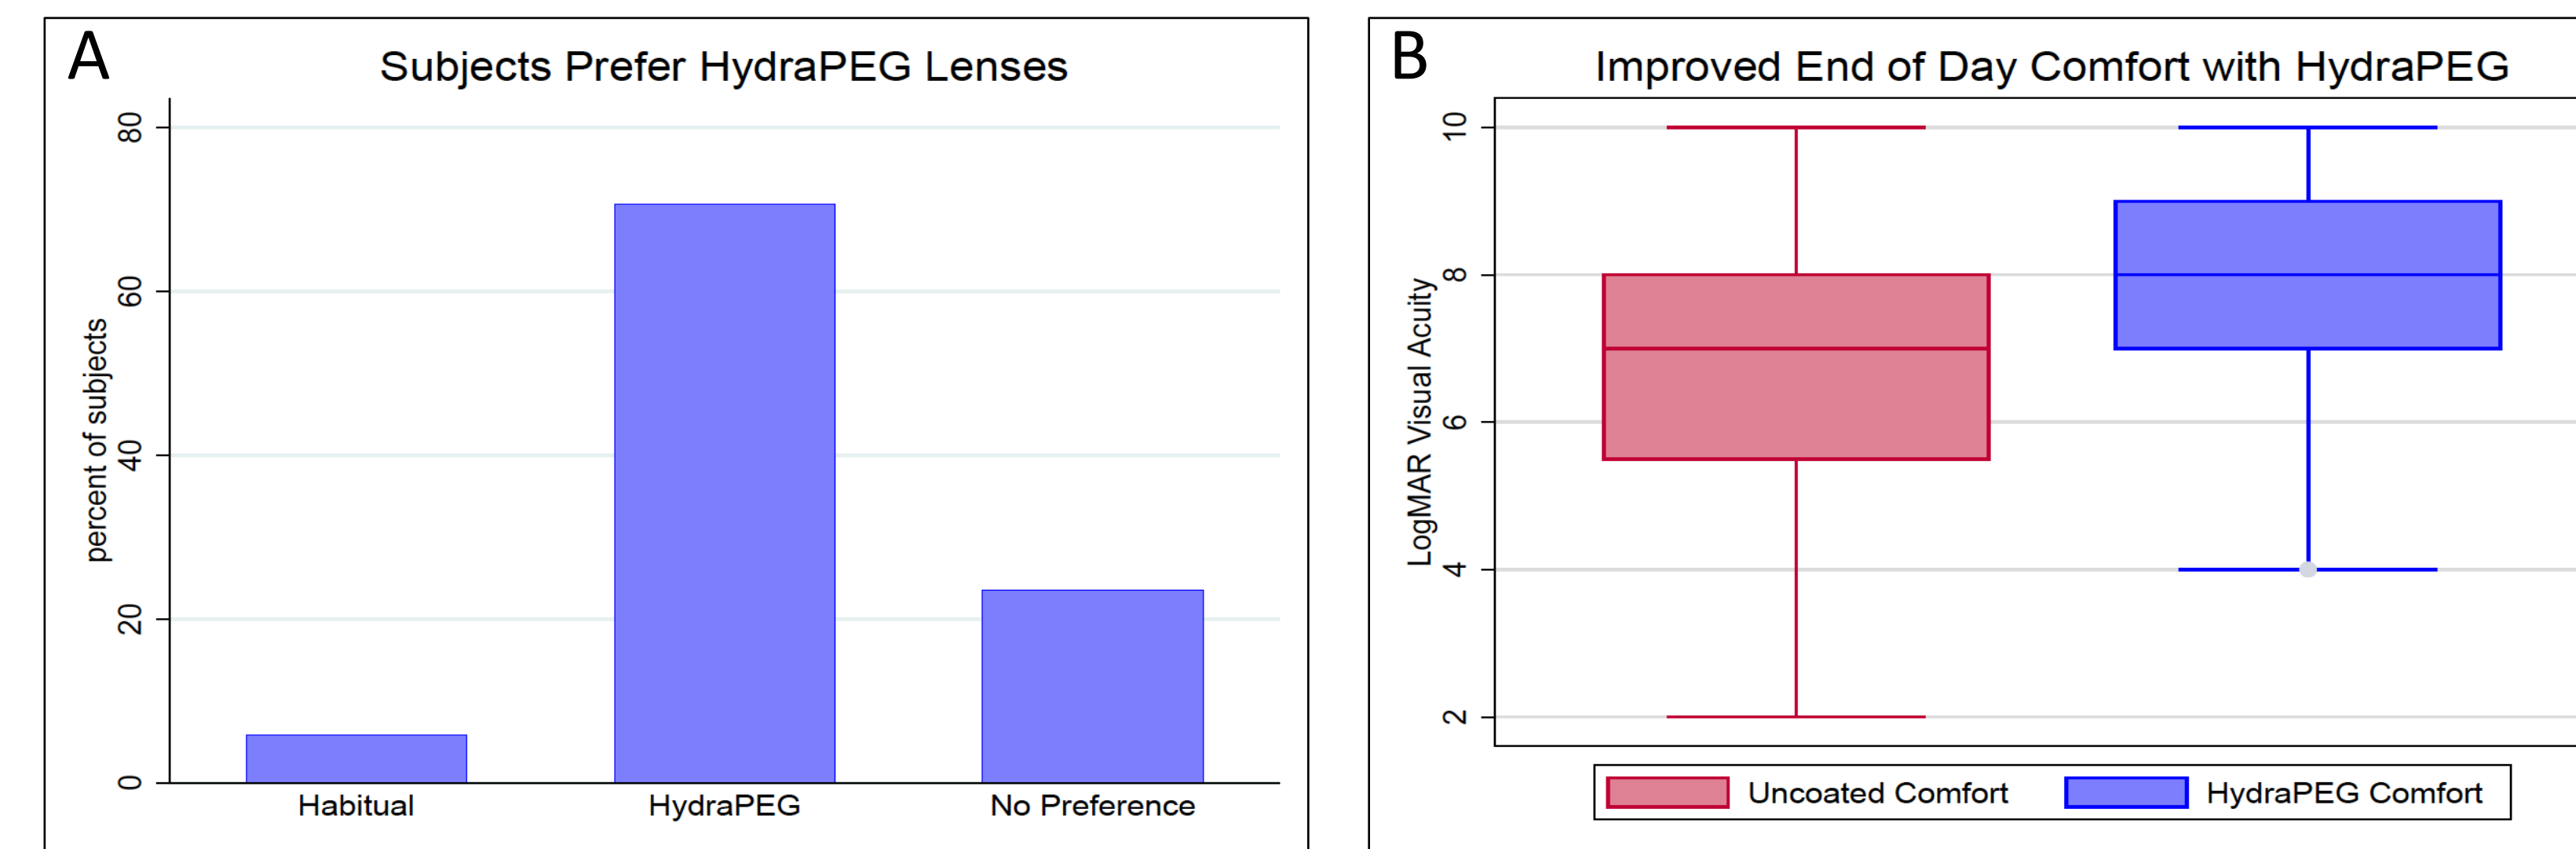 A
Subjects Prefer HydraPEG Lenses
percent of subjects
80
60
40
20
0
Habitual
HydraPEG
No Preference
B
Improved End of Day Comfort with HydraPEG
LogMAR Visual Acuity
10
8
6
4
2
Uncoated Comfort
HydraPEG Comfort